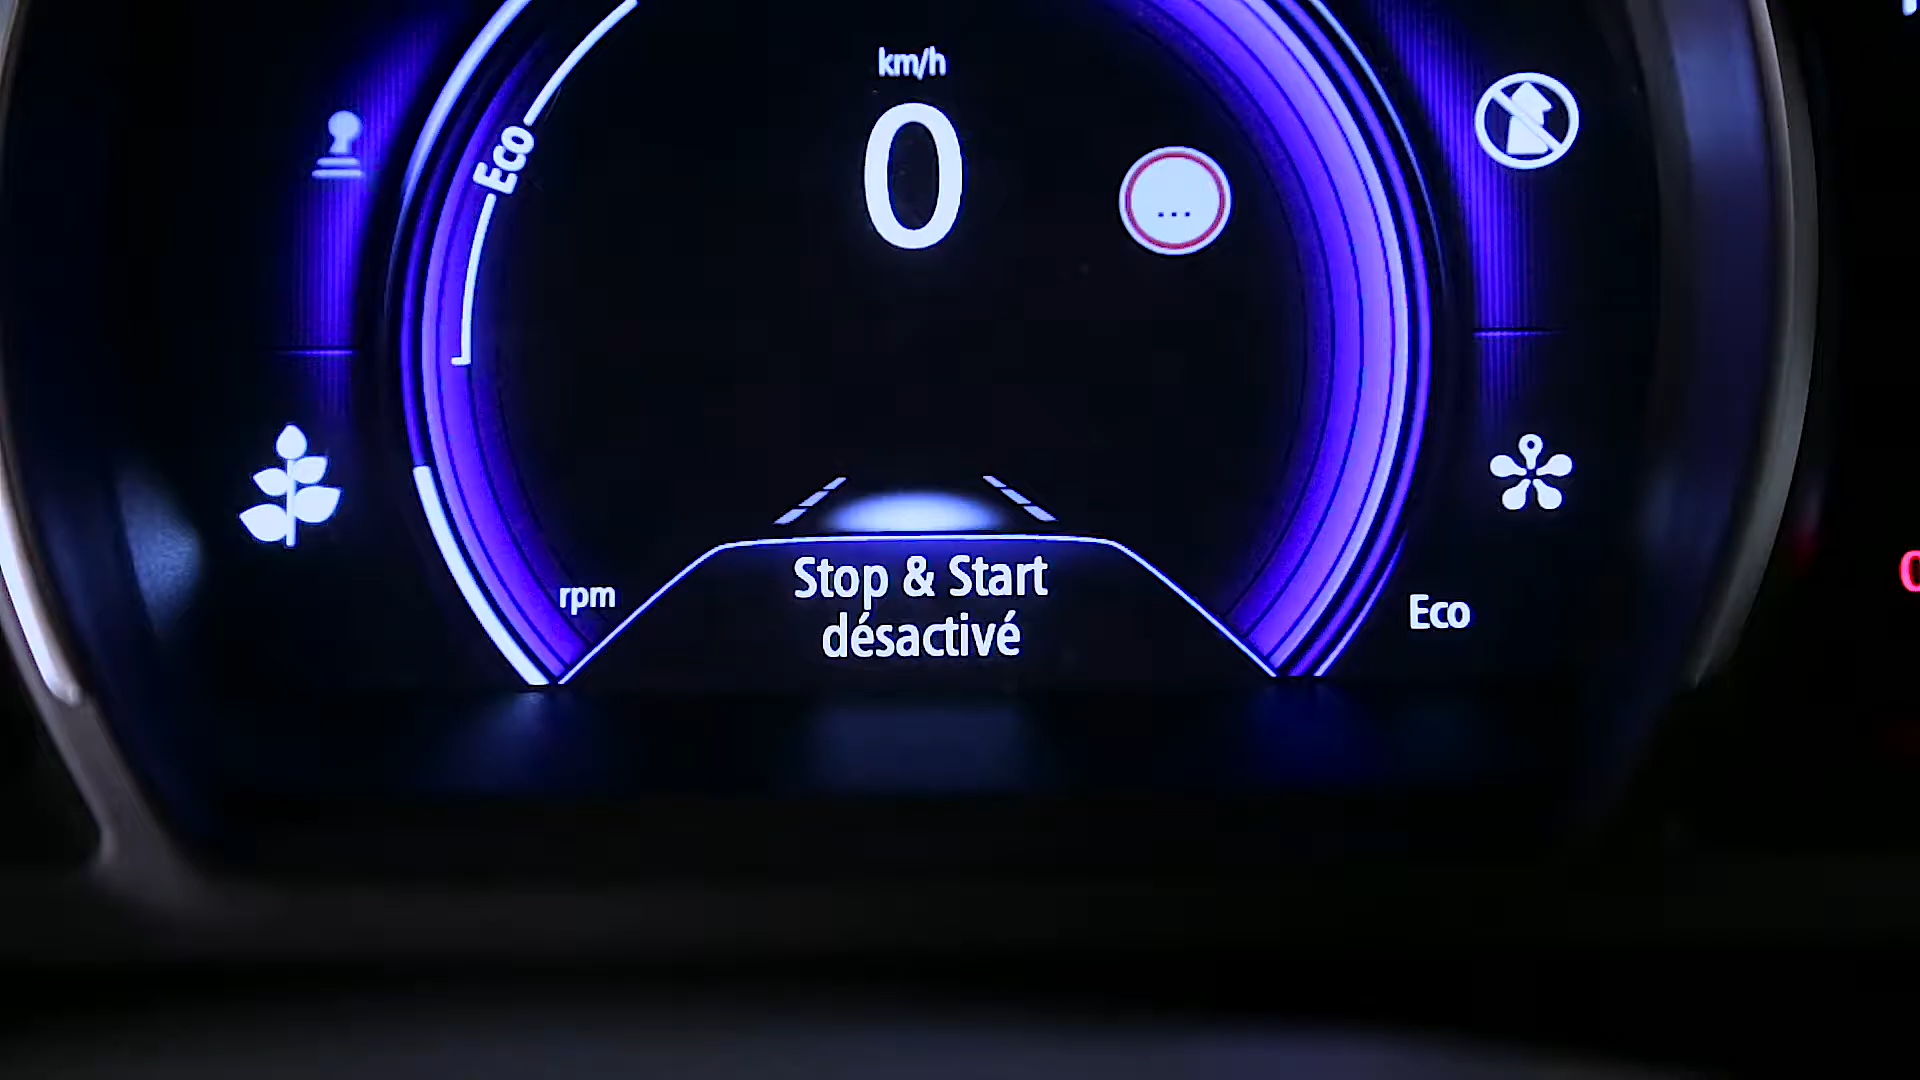 km/h
0
Eco
...
rpm
Stop & Start
désactivé
Eco